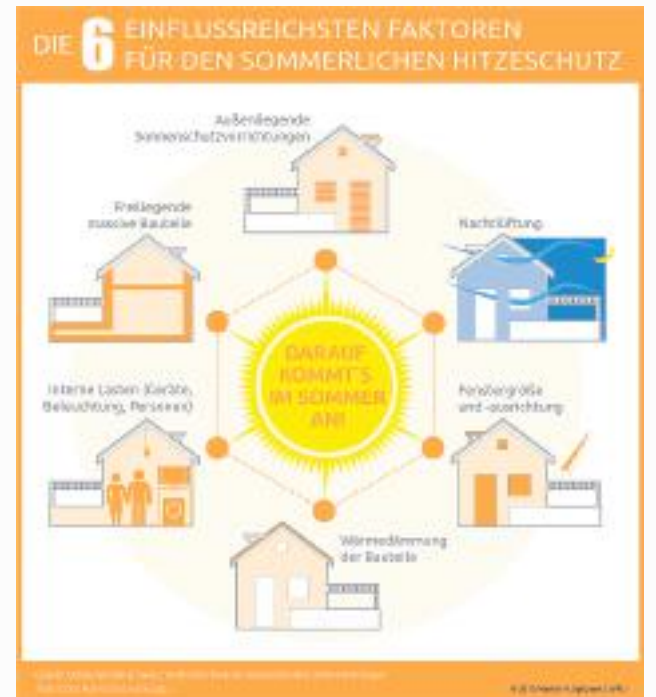 DIE 6 EINFLUSSREICHSTEN FAKTOREN
FÜR DEN SOMMERLICHEN HITZESCHUTZ
Außenliegende
Sonnenschutzvorrichtungen
Freiliegende
massive Bauteile
Nachtlüftung
DARAUF
KOMMT'S
IM SOMMER
AN!
Interne Lasten (Geräte,
Beleuchtung, Personen)
Fenstergröße
und -ausrichtung
Wärmedämmung
der Bauteile